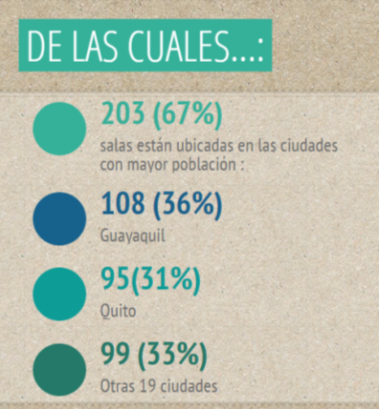 DE LAS CUALES...:
203 (67%)
salas están ubicadas en las ciudades
con mayor población :
108 (36%)
Guayaquil
95(31%)
Quito
99 (33%)
Otras 19 ciudades